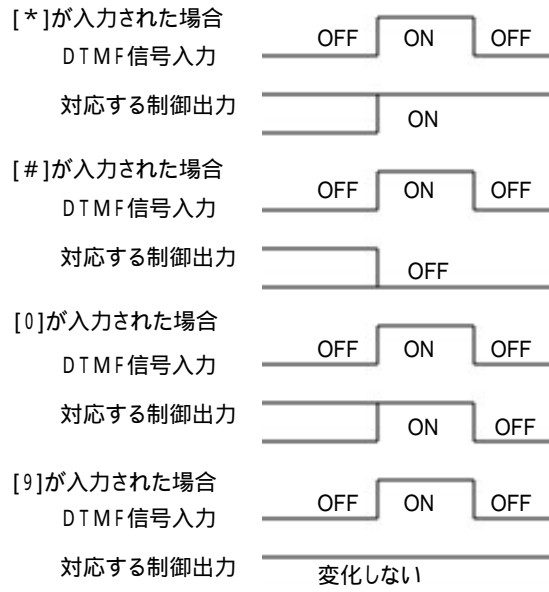 [*]が入力された場合
DTMF信号入力 OFF ON OFF
対応する制御出力 ON
[#]が入力された場合
DTMF信号入力 OFF ON OFF
対応する制御出力 OFF
[0]が入力された場合
DTMF信号入力 OFF ON OFF
対応する制御出力 ON OFF
[9]が入力された場合
DTMF信号入力 OFF ON OFF
対応する制御出力 変化しない